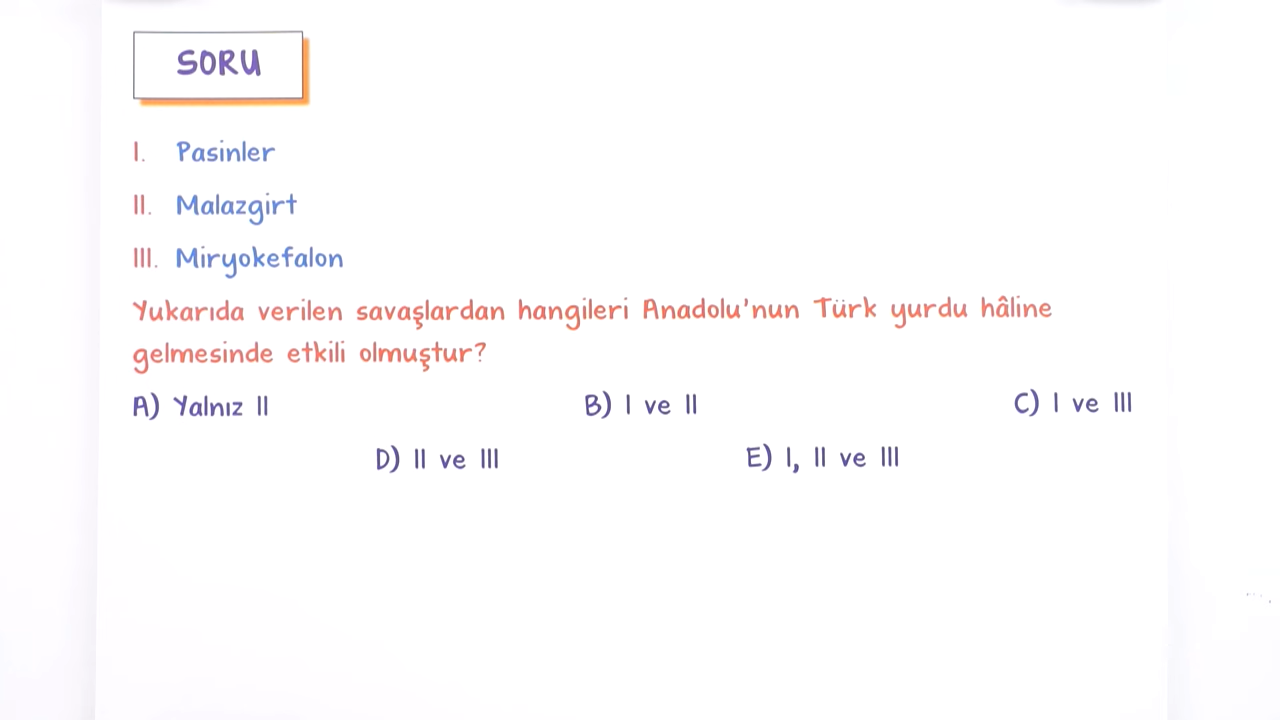 SORU
I. Pasinler
II. Malazgirt
III. Miryokefalon
Yukarıda verilen savaşlardan hangileri Anadolu'nun Türk yurdu hâline
gelmesinde etkili olmuştur?
A) Yalnız II B) I ve II C) I ve III
D) II ve III E) I, II ve III